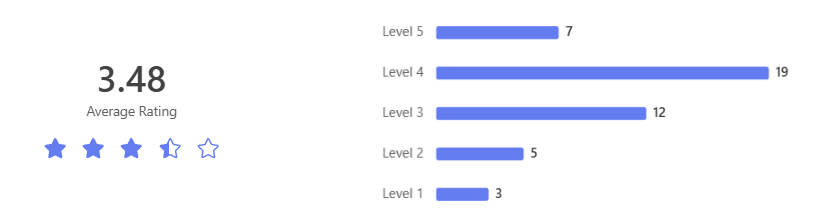 3.48
Average Rating
Level 5 7
Level 4 19
Level 3 12
Level 2 5
Level 1 3